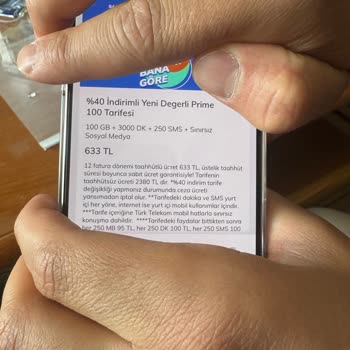 BANA
GÖRE
%40 İndirimli Yeni Degerli Prime
100 Tarifesi
100 GB + 3000 DK + 250 SMS + Sınırsız
Sosyal Medya
633 TL
12 fatura dönemi taahhütlü ücret 633 TL, üstelik taahhüt
süresi boyunca sabit ücret garantisiyle! Tarifenin
taahhütsüz ücreti 2380 TL dir. *%40 indirim tarife
değişikliği yapmanız durumunda ceza ücreti
yansımadan iptal olur. **Tarifedeki dakika ve SMS yurt
içi her yöne, internet ise yurt içi mobil kullanımlar içindir.
***Tarife içeriğine Türk Telekom mobil hatlarla sınırsız
konuşma dahildir. ****Tarifedeki faydalar bittikten sonra
her 250 MB 95 TL, her 250 DK 100 TL, her 250 SMS 100